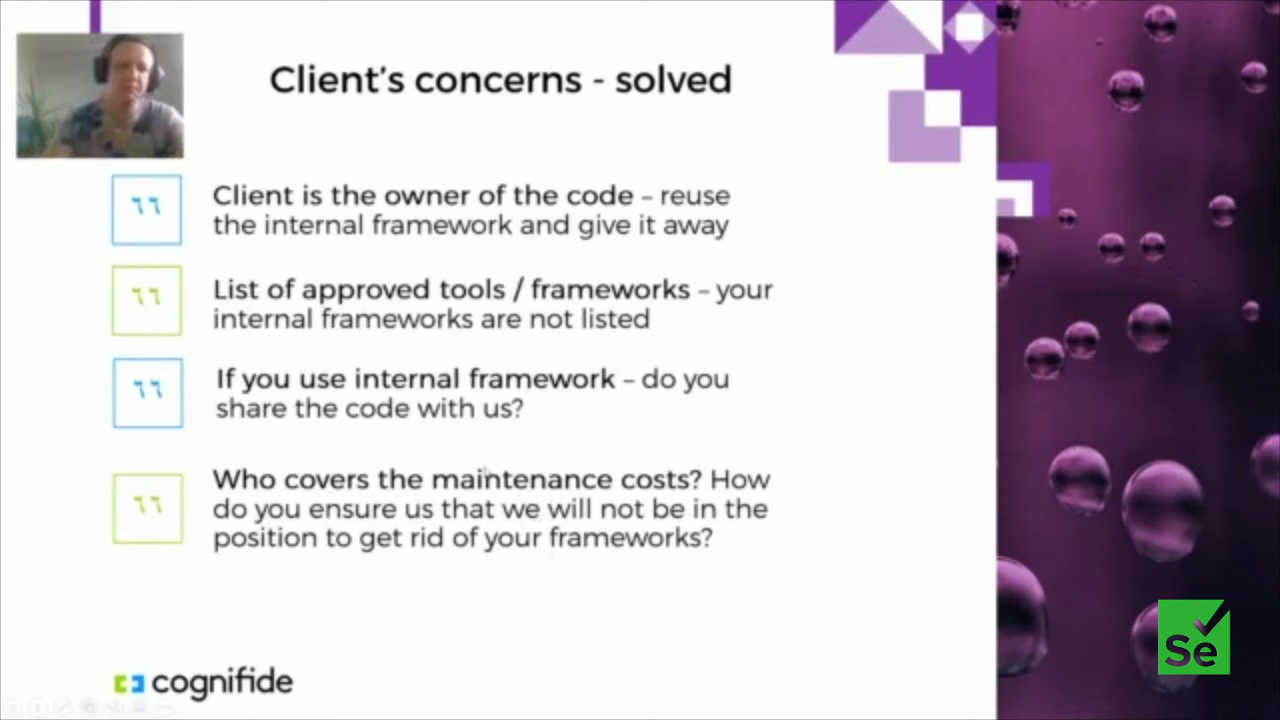 Client's concerns - solved
Client is the owner of the code – reuse
the internal framework and give it away
List of approved tools / frameworks – your
internal frameworks are not listed
If you use internal framework – do you
share the code with us?
Who covers the maintenance costs? How
do you ensure us that we will not be in the
position to get rid of your frameworks?
cognifide
Se